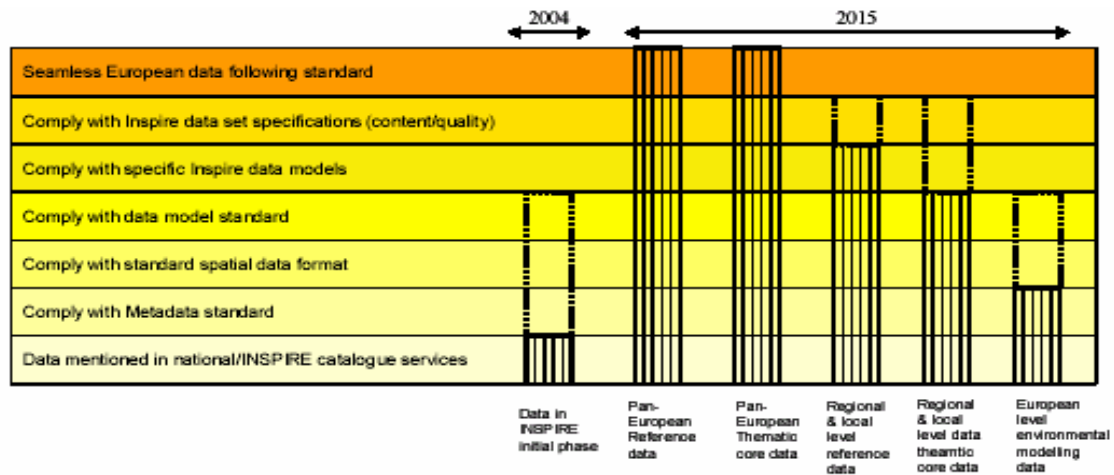 2004 2015
Seamless European data following standard
Comply with Inspire data set specifications (content/quality)
Comply with specific Inspire data models
Comply with data model standard
Comply with standard spatial data format
Comply with Metadata standard
Data mentioned in national/INSPIRE catalogue services
Data in
INSPIRE
initial phase
Pan-
European
Reference
data
Pan-
European
Thematic
core data
Regional
& local
level
reference
data
Regional
& local
level data
theamtic
core data
European
level
environmental
modelling
data